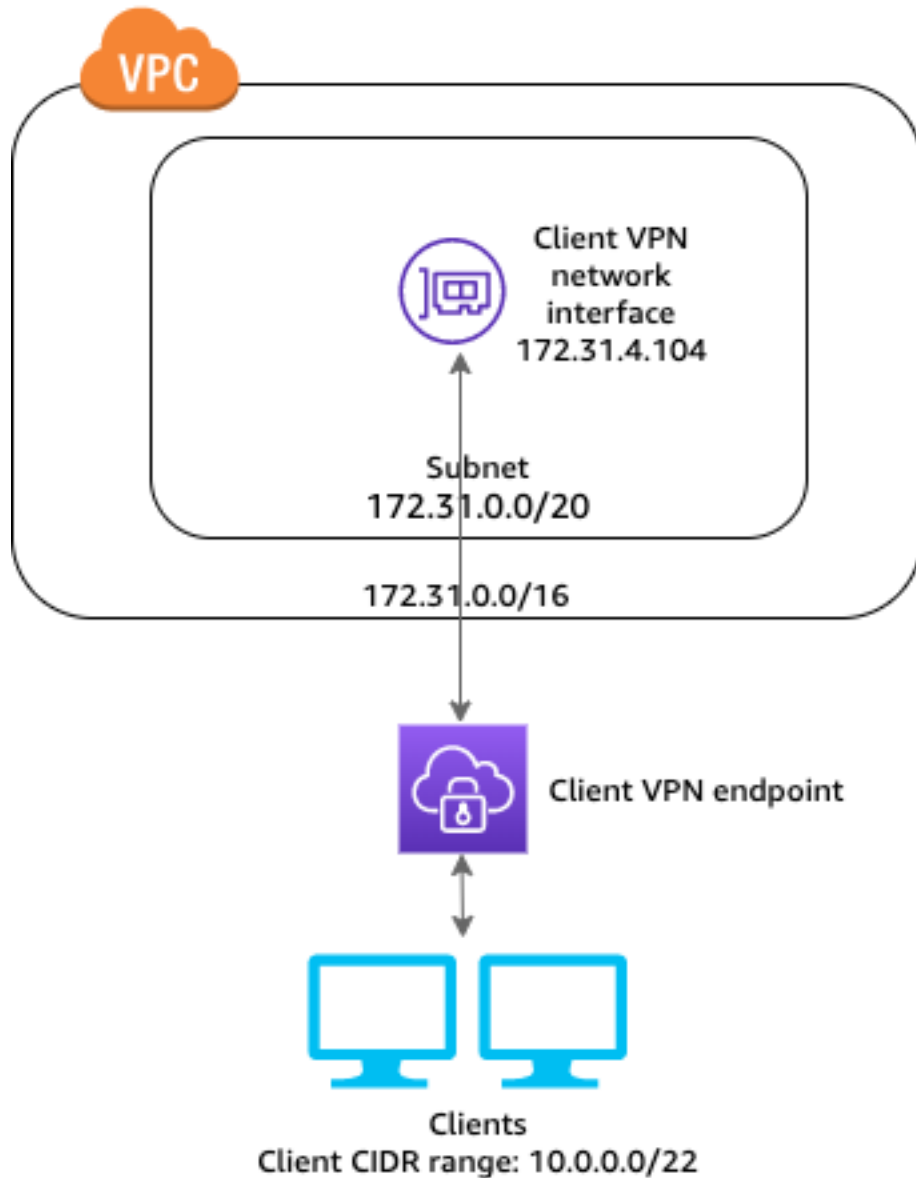 VPC
Client VPN
network
interface
172.31.4.104
Subnet
172.31.0.0/20
172.31.0.0/16
Client VPN endpoint
Clients
Client CIDR range: 10.0.0.0/22